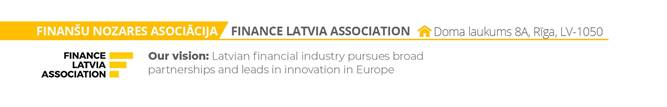 FINANŠU NOZARES ASOCIĀCIJA FINANCE LATVIA ASSOCIATION Doma laukums 8A, Rīga, LV-1050
FINANCE
LATVIA
ASSOCIATION
Our vision: Latvian financial industry pursues broad
partnerships and leads in innovation in Europe